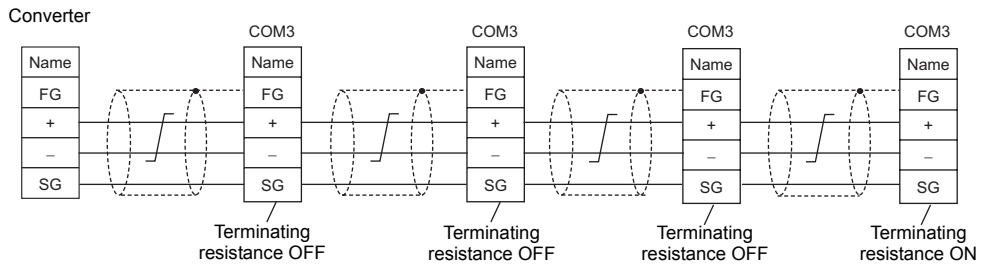 Converter
COM3 COM3 COM3 COM3
Name Name Name Name Name
FG FG FG FG FG
+ + + + +
– – – – –
SG SG SG SG SG
Terminating Terminating Terminating Terminating
resistance OFF resistance OFF resistance OFF resistance ON